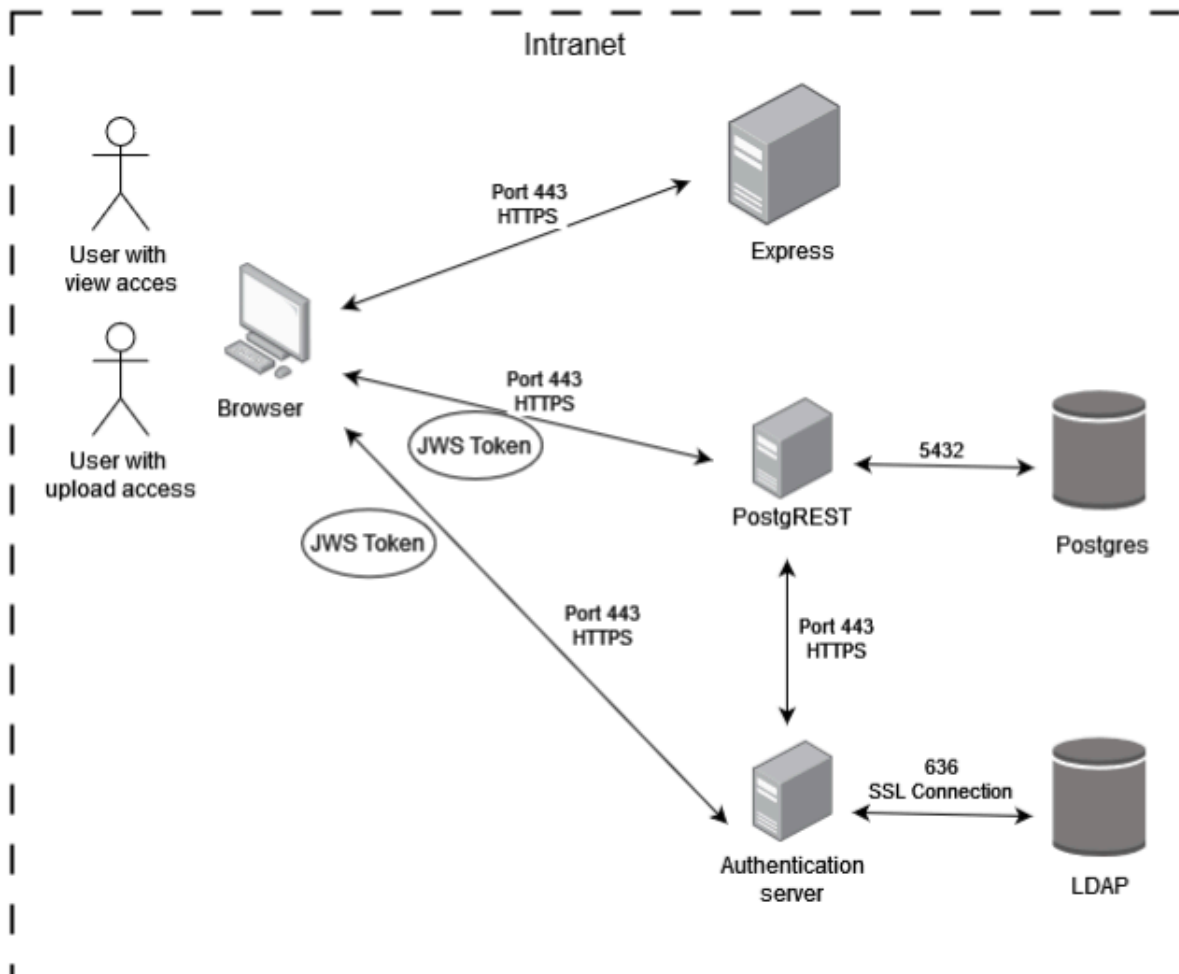 Intranet
Port 443
HTTPS
Express
User with
view acces
Browser
User with
upload access
Port 443
HTTPS
JWS Token
JWS Token
PostgREST
5432
Postgres
Port 443
HTTPS
Port 443
HTTPS
Authentication
server
636
SSL Connection
LDAP